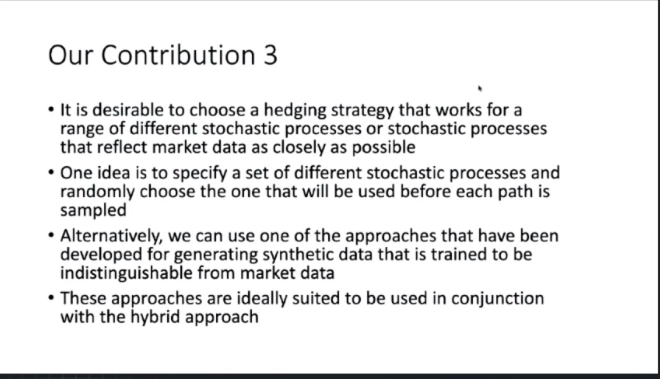 Our Contribution 3
• It is desirable to choose a hedging strategy that works for a
range of different stochastic processes or stochastic processes
that reflect market data as closely as possible
• One idea is to specify a set of different stochastic processes and
randomly choose the one that will be used before each path is
sampled
• Alternatively, we can use one of the approaches that have been
developed for generating synthetic data that is trained to be
indistinguishable from market data
• These approaches are ideally suited to be used in conjunction
with the hybrid approach